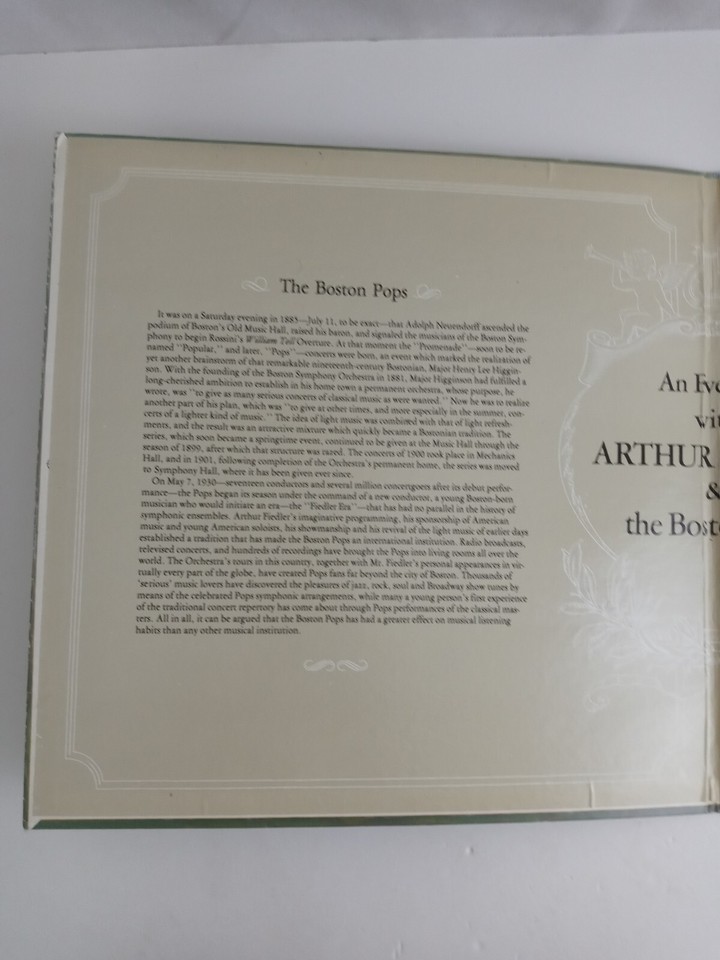 The Boston Pops
It was on a Saturday evening in 1885—July 11, to be exact—that Adolph Neuendorff ascended the
podium of Boston's Old Music Hall, raised his baton, and signaled the musicians of the Boston Sym-
phony to begin Rossini's William Tell Overture. At that moment the "Promenade"—soon to be re-
named "Popular," and later, "Pops"—concerts were born, an event which marked the realization of
yet another brainstorm of that remarkable nineteenth-century Bostonian, Major Henry Lee Higgin-
son. With the founding of the Boston Symphony Orchestra in 1881, Major Higginson had fulfilled a
long-cherished ambition to establish in his home town a permanent orchestra, whose purpose, he
wrote, was "to give as many serious concerts of classical music as were wanted." Now he was to realize
another part of his plan, which was "to give at other times, and more especially in the summer, con-
certs of a lighter kind of music." The idea of light music was combined with that of light refresh-
ments, and the result was an attractive mixture which quickly became a Bostonian tradition. The
series, which soon became a springtime event, continued to be given at the Music Hall through the
season of 1899, after which that structure was razed. The concerts of 1900 took place in Mechanics
Hall, and in 1901, following completion of the Orchestra's permanent home, the series was moved
to Symphony Hall, where it has been given ever since.
On May 7, 1930—seventeen conductors and several million concertgoers after its debut perfor-
mance—the Pops began its season under the command of a new conductor, a young Boston-born
musician who would initiate an era—the "Fiedler Era"—that has had no parallel in the history of
symphonic ensembles. Arthur Fiedler's imaginative programming, his sponsorship of American
music and young American soloists, his showmanship and his revival of the light music of earlier days
established a tradition that has made the Boston Pops an international institution. Radio broadcasts,
televised concerts, and hundreds of recordings have brought the Pops into living rooms all over the
world. The Orchestra's tours in this country, together with Mr. Fiedler's personal appearances in vir-
tually every part of the globe, have created Pops fans far beyond the city of Boston. Thousands of
'serious' music lovers have discovered the pleasures of jazz, rock, soul and Broadway show tunes by
means of the celebrated Pops symphonic arrangements, while many a young person's first experience
of the traditional concert repertory has come about through Pops performances of the classical mas-
ters. All in all, it can be argued that the Boston Pops has had a greater effect on musical listening
habits than any other musical institution.
An Eve
wit
ARTHUR
&
the Bosto